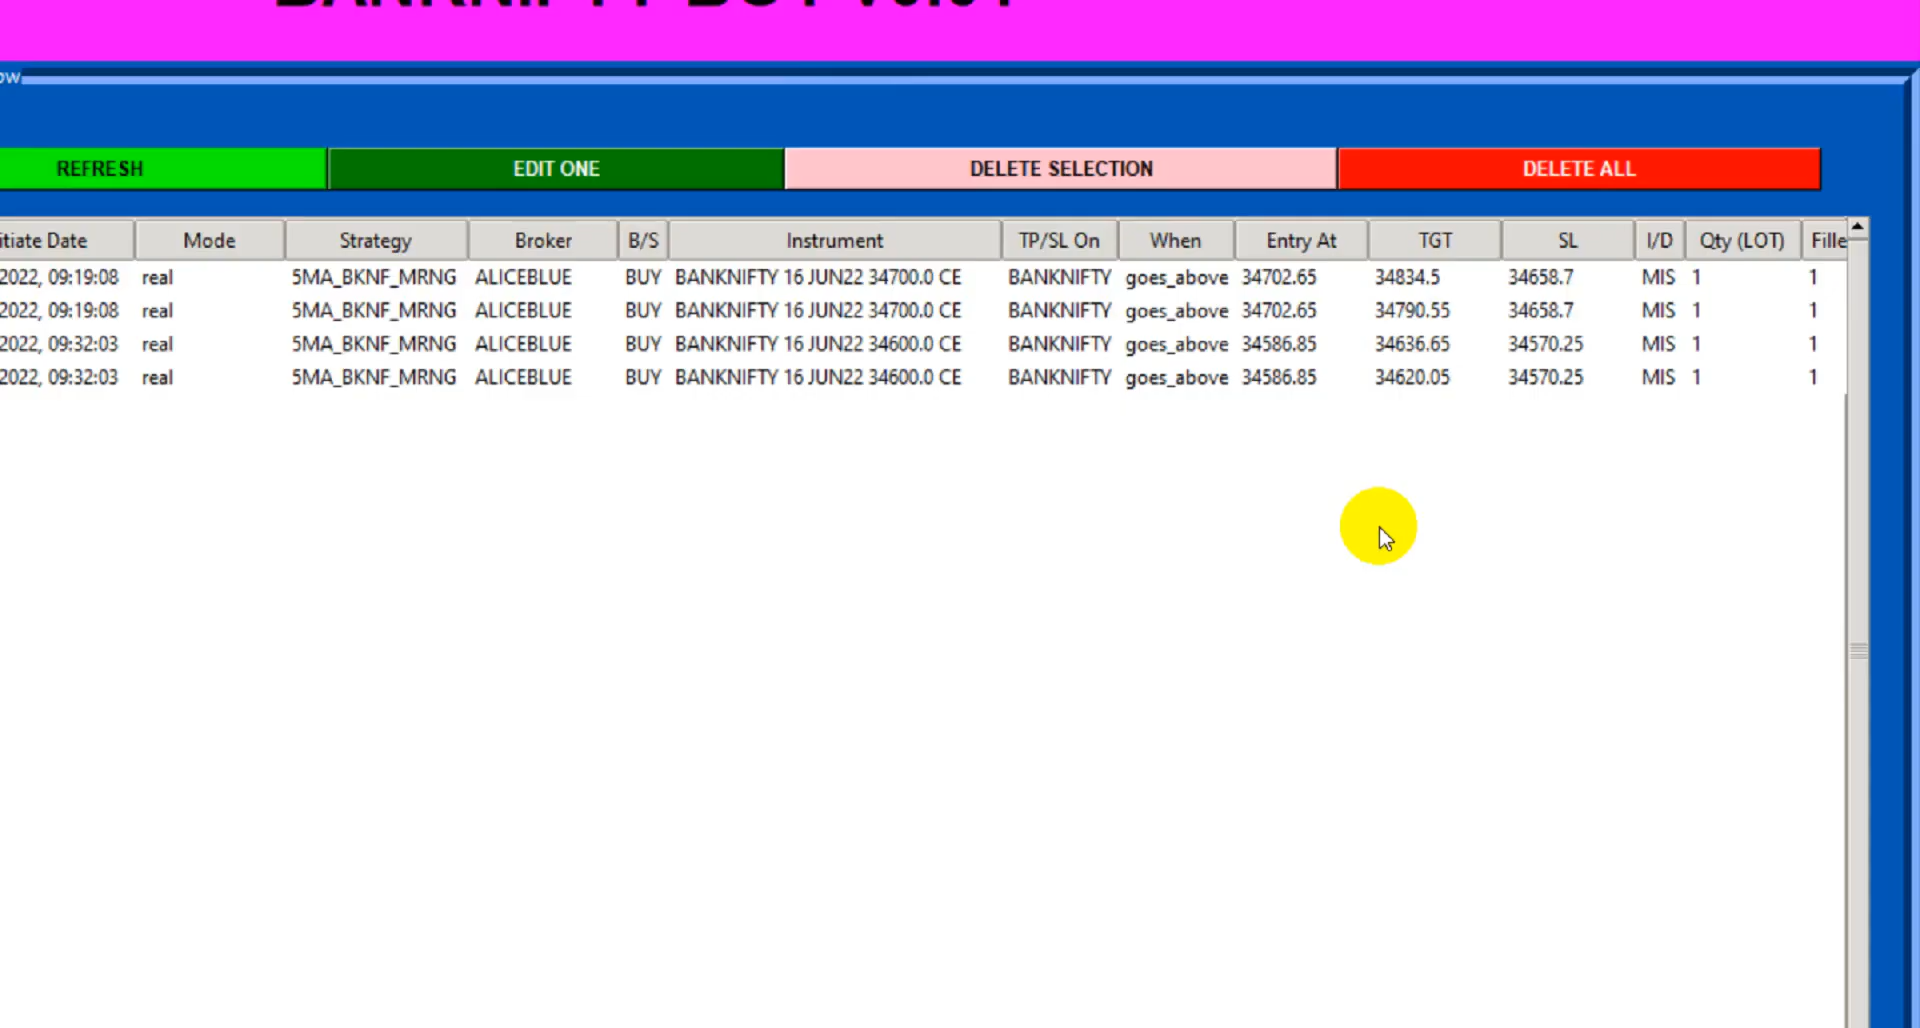 BANKNIFTY BOT
ow
REFRESH EDIT ONE DELETE SELECTION DELETE ALL
itiate Date Mode Strategy Broker B/S Instrument TP/SL On When Entry At TGT SL I/D Qty (LOT) Fille
2022, 09:19:08 real 5MA_BKNF_MRNG ALICEBLUE BUY BANKNIFTY 16 JUN22 34700.0 CE BANKNIFTY goes_above 34702.65 34834.5 34658.7 MIS 1 1
2022, 09:19:08 real 5MA_BKNF_MRNG ALICEBLUE BUY BANKNIFTY 16 JUN22 34700.0 CE BANKNIFTY goes_above 34702.65 34790.55 34658.7 MIS 1 1
2022, 09:32:03 real 5MA_BKNF_MRNG ALICEBLUE BUY BANKNIFTY 16 JUN22 34600.0 CE BANKNIFTY goes_above 34586.85 34636.65 34570.25 MIS 1 1
2022, 09:32:03 real 5MA_BKNF_MRNG ALICEBLUE BUY BANKNIFTY 16 JUN22 34600.0 CE BANKNIFTY goes_above 34586.85 34620.05 34570.25 MIS 1 1